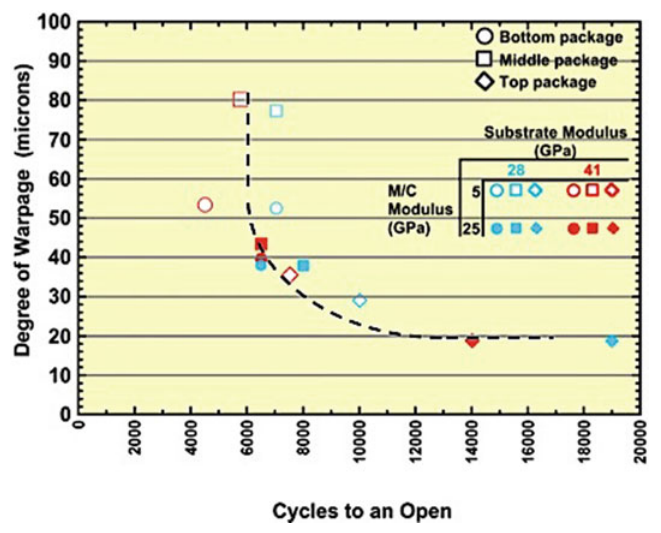 100
90
80
70
60
50
40
30
20
10
0
Degree of Warpage (microns)
Bottom package
Middle package
Top package
Substrate Modulus
(GPa)
28 41
M/C 5
Modulus
(GPa) 25
0 2000 4000 6000 8000 10000 12000 14000 16000 18000 20000
Cycles to an Open